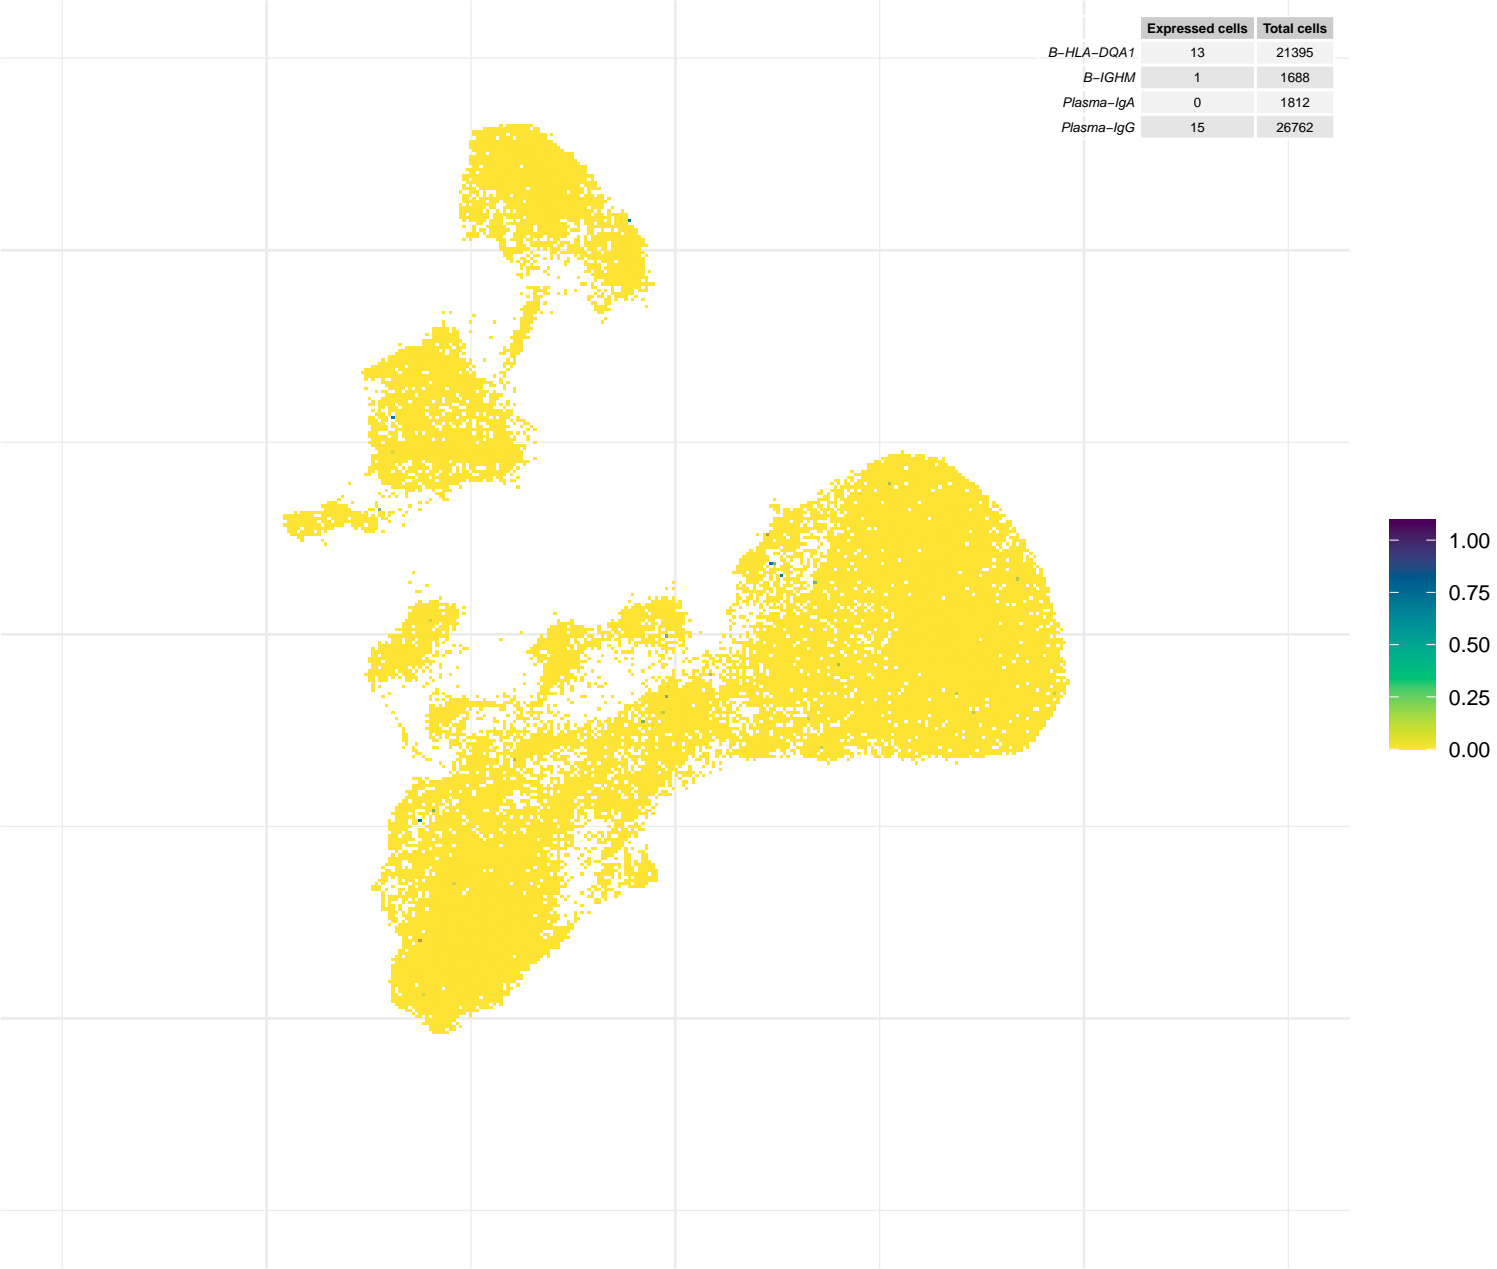 Expressed cells Total cells
B−HLA−DQA1 13 21395
B−IGHM 1 1688
Plasma−IgA 0 1812
Plasma−IgG 15 26762
1.00
0.75
0.50
0.25
0.00